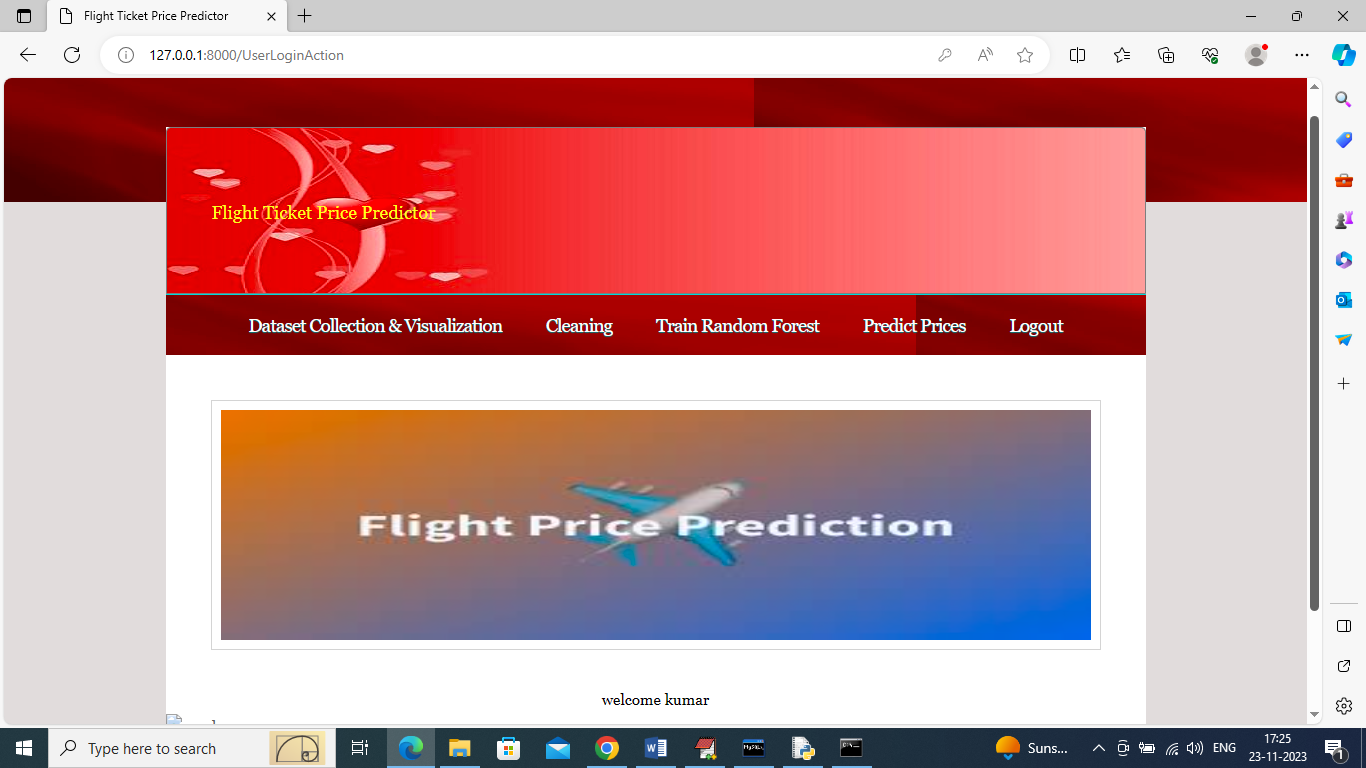 Flight Ticket Price Predictor
127.0.0.1:8000/UserLoginAction
Flight Ticket Price Predictor
Dataset Collection & Visualization Cleaning Train Random Forest Predict Prices Logout
Flight Price Prediction
welcome kumar
Type here to search
Suns...
ENG
17:25
23-11-2023
1